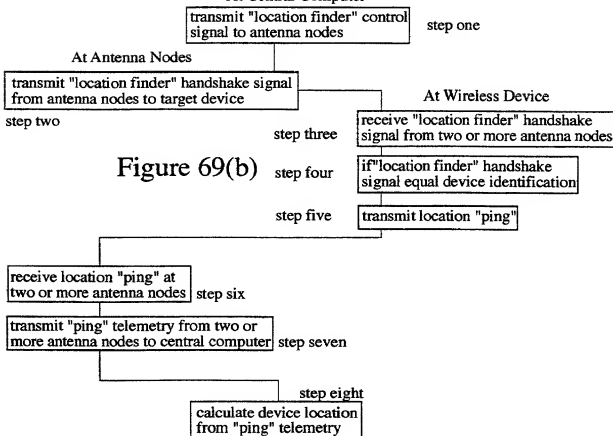 At Central Computer
transmit "location finder" control
signal to antenna nodes
step one
At Antenna Nodes
transmit "location finder" handshake signal
from antenna nodes to target device
step two
At Wireless Device
receive "location finder" handshake
signal from two or more antenna nodes
step three
Figure 69(b)
step four
if"location finder" handshake
signal equal device identification
step five
transmit location "ping"
receive location "ping" at
two or more antenna nodes
step six
transmit "ping" telemetry from two or
more antenna nodes to central computer
step seven
step eight
calculate device location
from "ping" telemetry